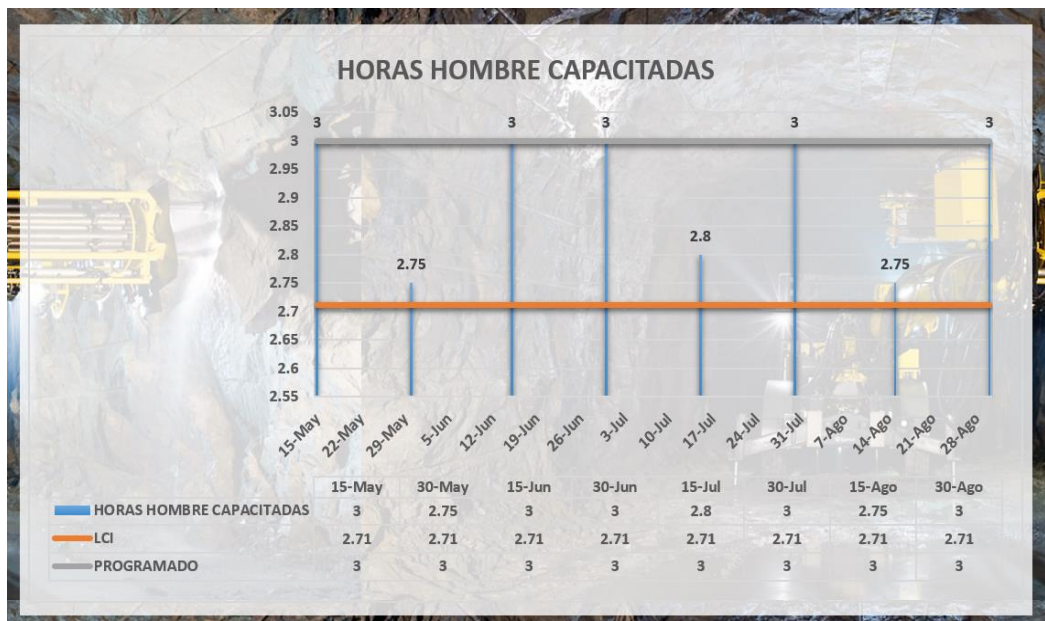 HORAS HOMBRE CAPACITADAS
3.05
3
2.95
2.9
2.85
2.8
2.75
2.7
2.65
2.6
2.55
3 3 3 3 3
2.8
2.75 2.75
15-May 22-May 29-May 5-Jun 12-Jun 19-Jun 26-Jun 3-Jul 10-Jul 17-Jul 24-Jul 31-Jul 7-Ago 14-Ago 21-Ago 28-Ago
15-May 30-May 15-Jun 30-Jun 15-Jul 30-Jul 15-Ago 30-Ago
HORAS HOMBRE CAPACITADAS 3 2.75 3 3 2.8 3 2.75 3
LCI 2.71 2.71 2.71 2.71 2.71 2.71 2.71 2.71
PROGRAMADO 3 3 3 3 3 3 3 3